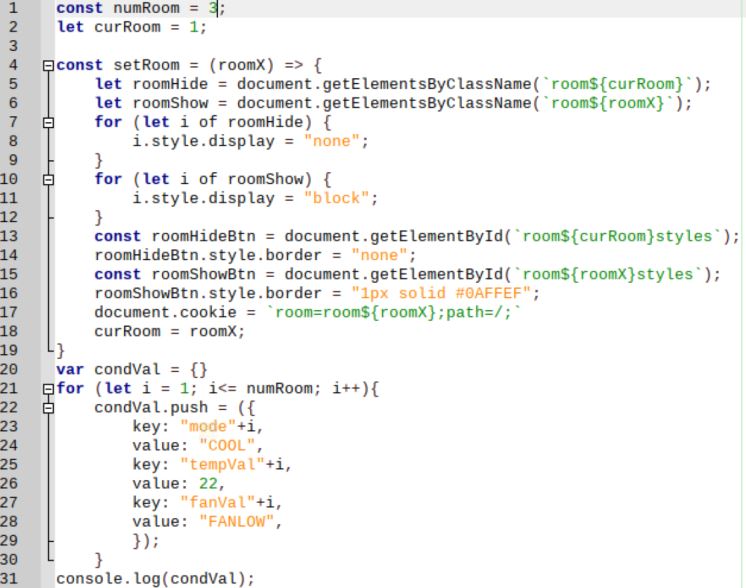 1 const numRoom = 3;
2 let curRoom = 1;
3
4 const setRoom = (roomX) => {
5     let roomHide = document.getElementsByClassName(`room${curRoom}`);
6     let roomShow = document.getElementsByClassName(`room${roomX}`);
7     for (let i of roomHide) {
8         i.style.display = "none";
9     }
10     for (let i of roomShow) {
11         i.style.display = "block";
12     }
13     const roomHideBtn = document.getElementById(`room${curRoom}styles`);
14     roomHideBtn.style.border = "none";
15     const roomShowBtn = document.getElementById(`room${roomX}styles`);
16     roomShowBtn.style.border = "1px solid #0AFFEF";
17     document.cookie = `room=room${roomX};path=/;`
18     curRoom = roomX;
19 }
20 var condVal = {}
21 for (let i = 1; i<= numRoom; i++){
22     condVal.push = ({
23         key: "mode"+i,
24         value: "COOL",
25         key: "tempVal"+i,
26         value: 22,
27         key: "fanVal"+i,
28         value: "FANLOW",
29         });
30     }
31 console.log(condVal);